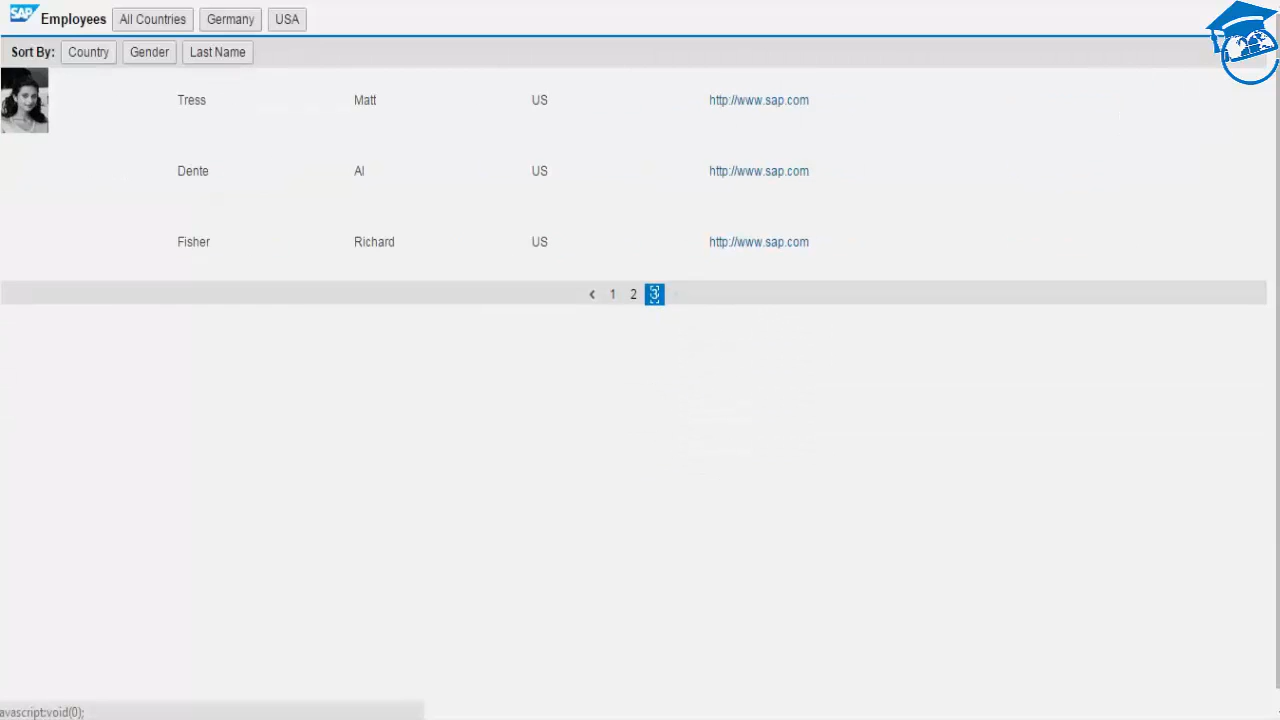 SAP Employees All Countries Germany USA
Sort By: Country Gender Last Name
Tress Matt US http://www.sap.com
Dente Al US http://www.sap.com
Fisher Richard US http://www.sap.com
< 1 2 3
avascript:void(0);